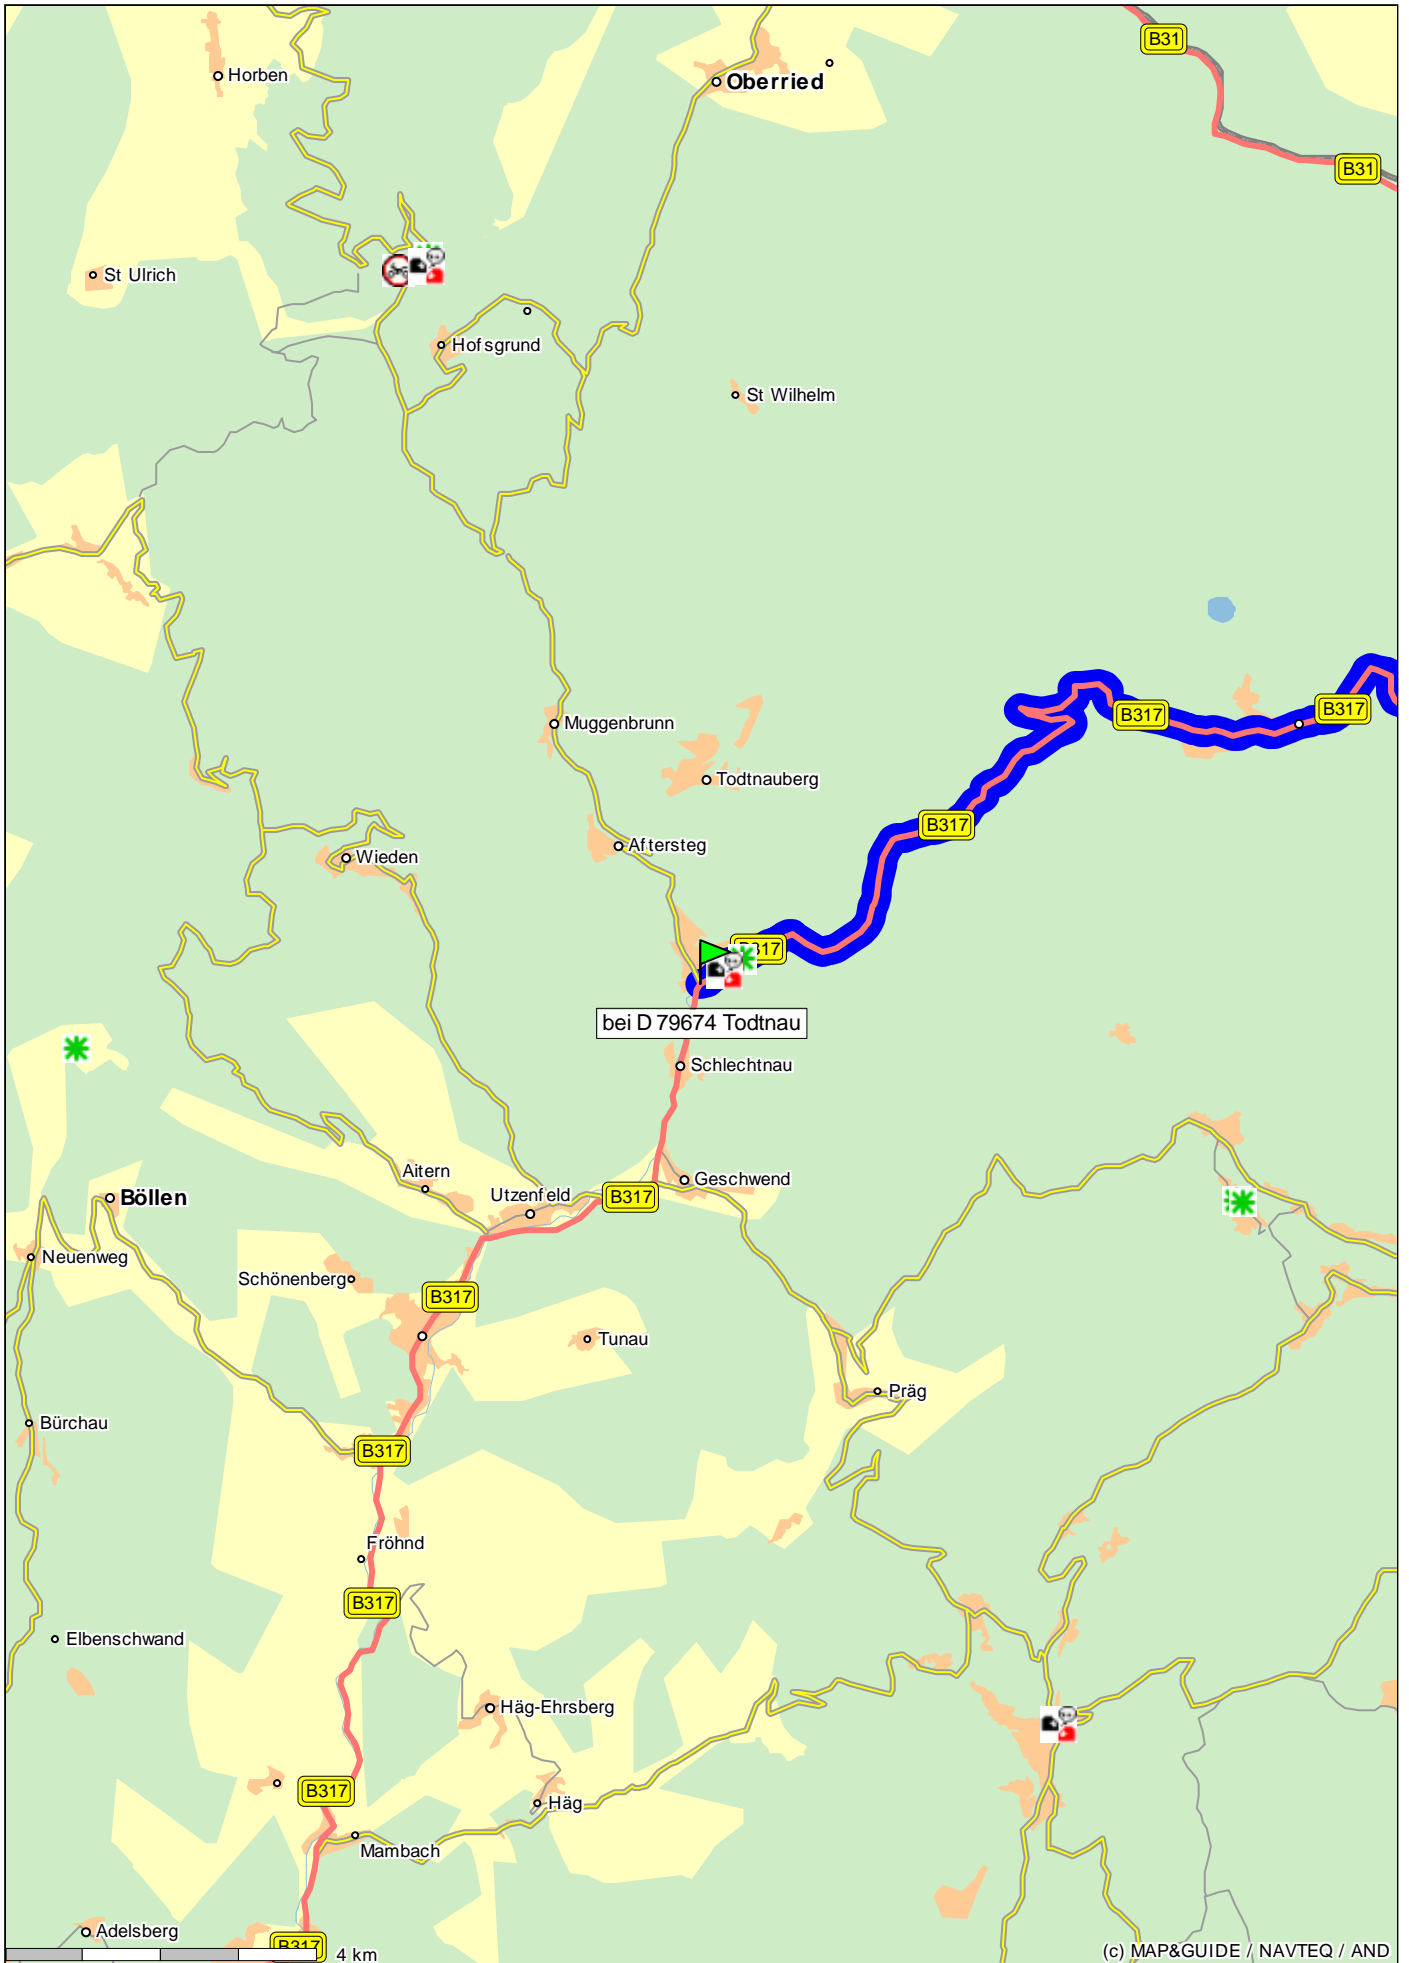 B31
Horben
Oberried
B31
St Ulrich
Hofsgrund
St Wilhelm
B317
B317
Muggenbrunn
Todtnauberg
B317
Aftersteg
Wieden
B317
bei D 79674 Todtnau
Schlechtnau
Aitern
Geschwend
Utzenfeld
B317
Böllen
Neuenweg
Schönenberg
B317
Tunau
Präg
Bürchau
B317
Fröhnd
B317
Elbenschwand
Häg-Ehrsberg
B317
Häg
Mambach
Adelsberg
B317
4 km
(c) MAP&GUIDE / NAVTEQ / AND